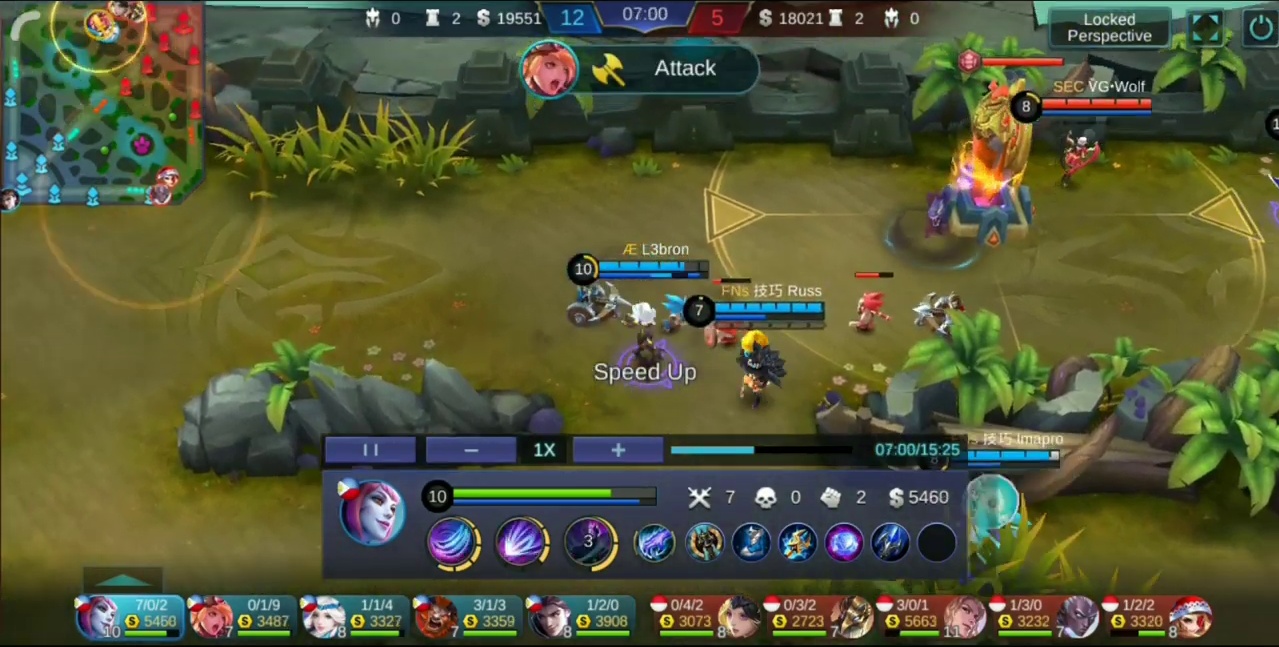 0 2 $ 19551 12 07:00 5 $ 18021 2 0
Locked
Perspective
Attack
SEC VG•Wolf
8
Æ L3bron
10
FNs 技巧 Russ
7
Speed Up
技巧 Imapro
1X
07:00/15:25
10
7 0 2 $ 5460
3
7/0/2 0/1/9 1/1/4 3/1/3 1/2/0 0/4/2 0/3/2 3/0/1 1/3/0 1/2/2
5460 3487 3327 3359 3908 3073 2723 5663 3232 3320
10 7 8 7 8 8 7 11 7 8